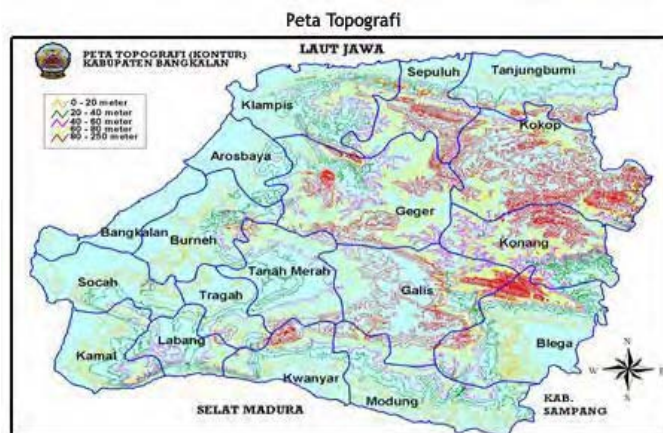 Peta Topografi
PETA TOPOGRAFI (KONTUR)
KABUPATEN BANGKALAN
LAUT JAWA
0 - 20 meter
20 - 40 meter
40 - 60 meter
60 - 80 meter
80 - 250 meter
Sepuluh
Tanjungbumi
Klampis
Kokop
Arosbaya
Geger
Bangkalan
Burneh
Konang
Socah
Tanah Merah
Tragah
Galis
Labang
Kamal
Blega
Kwanyar
Modung
SELAT MADURA
KAB.
SAMPANG
N
W